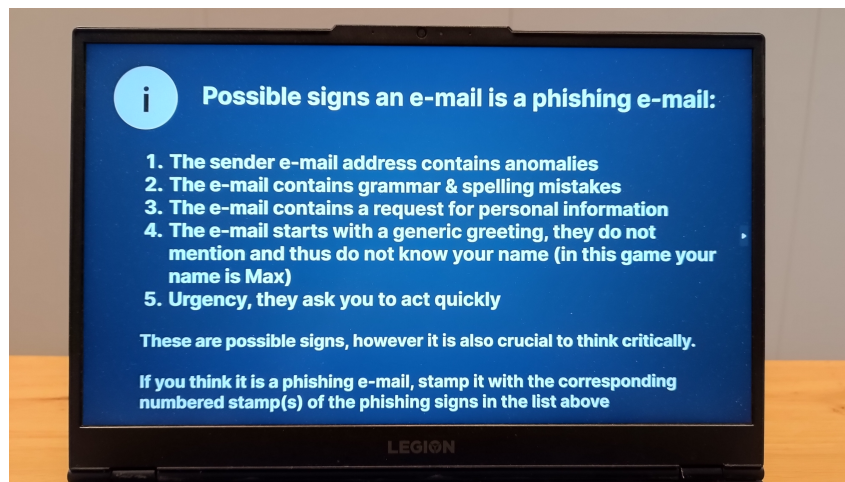 i
Possible signs an e-mail is a phishing e-mail:
1. The sender e-mail address contains anomalies
2. The e-mail contains grammar & spelling mistakes
3. The e-mail contains a request for personal information
4. The e-mail starts with a generic greeting, they do not
mention and thus do not know your name (in this game your
name is Max)
5. Urgency, they ask you to act quickly
These are possible signs, however it is also crucial to think critically.
If you think it is a phishing e-mail, stamp it with the corresponding
numbered stamp(s) of the phishing signs in the list above
LEGION